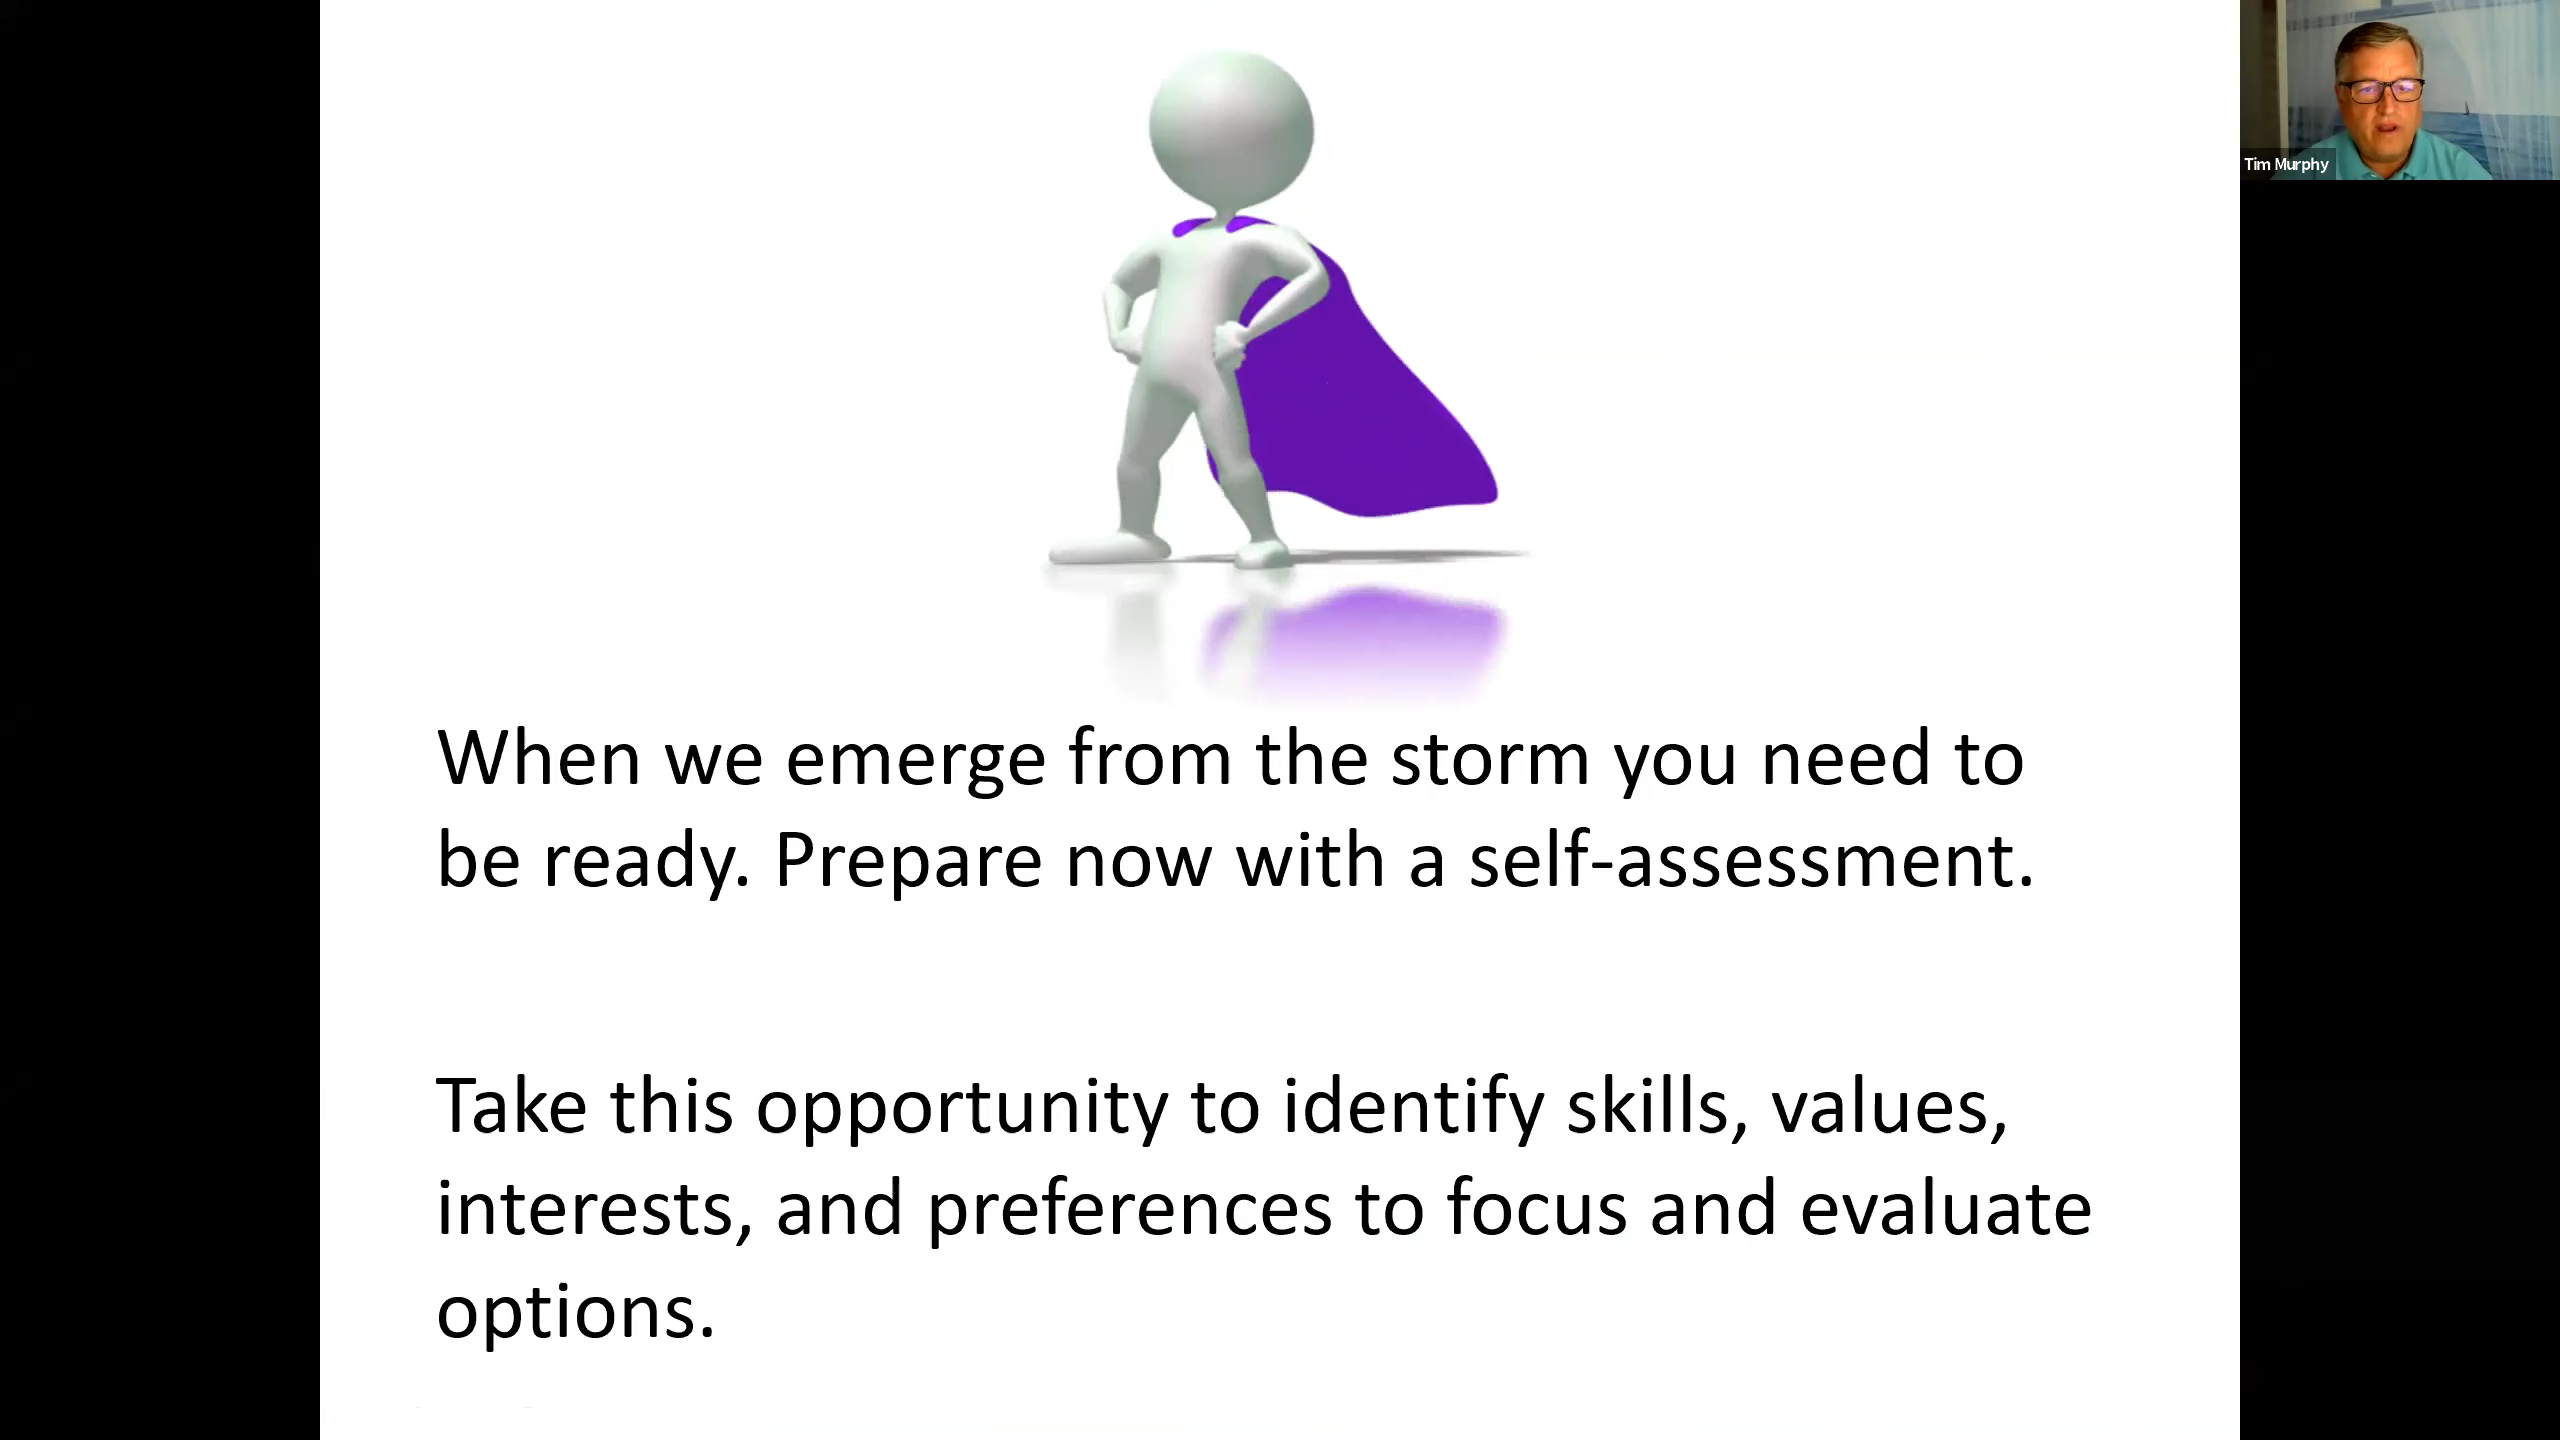 Tim Murphy
When we emerge from the storm you need to
be ready. Prepare now with a self-assessment.
Take this opportunity to identify skills, values,
interests, and preferences to focus and evaluate
options.